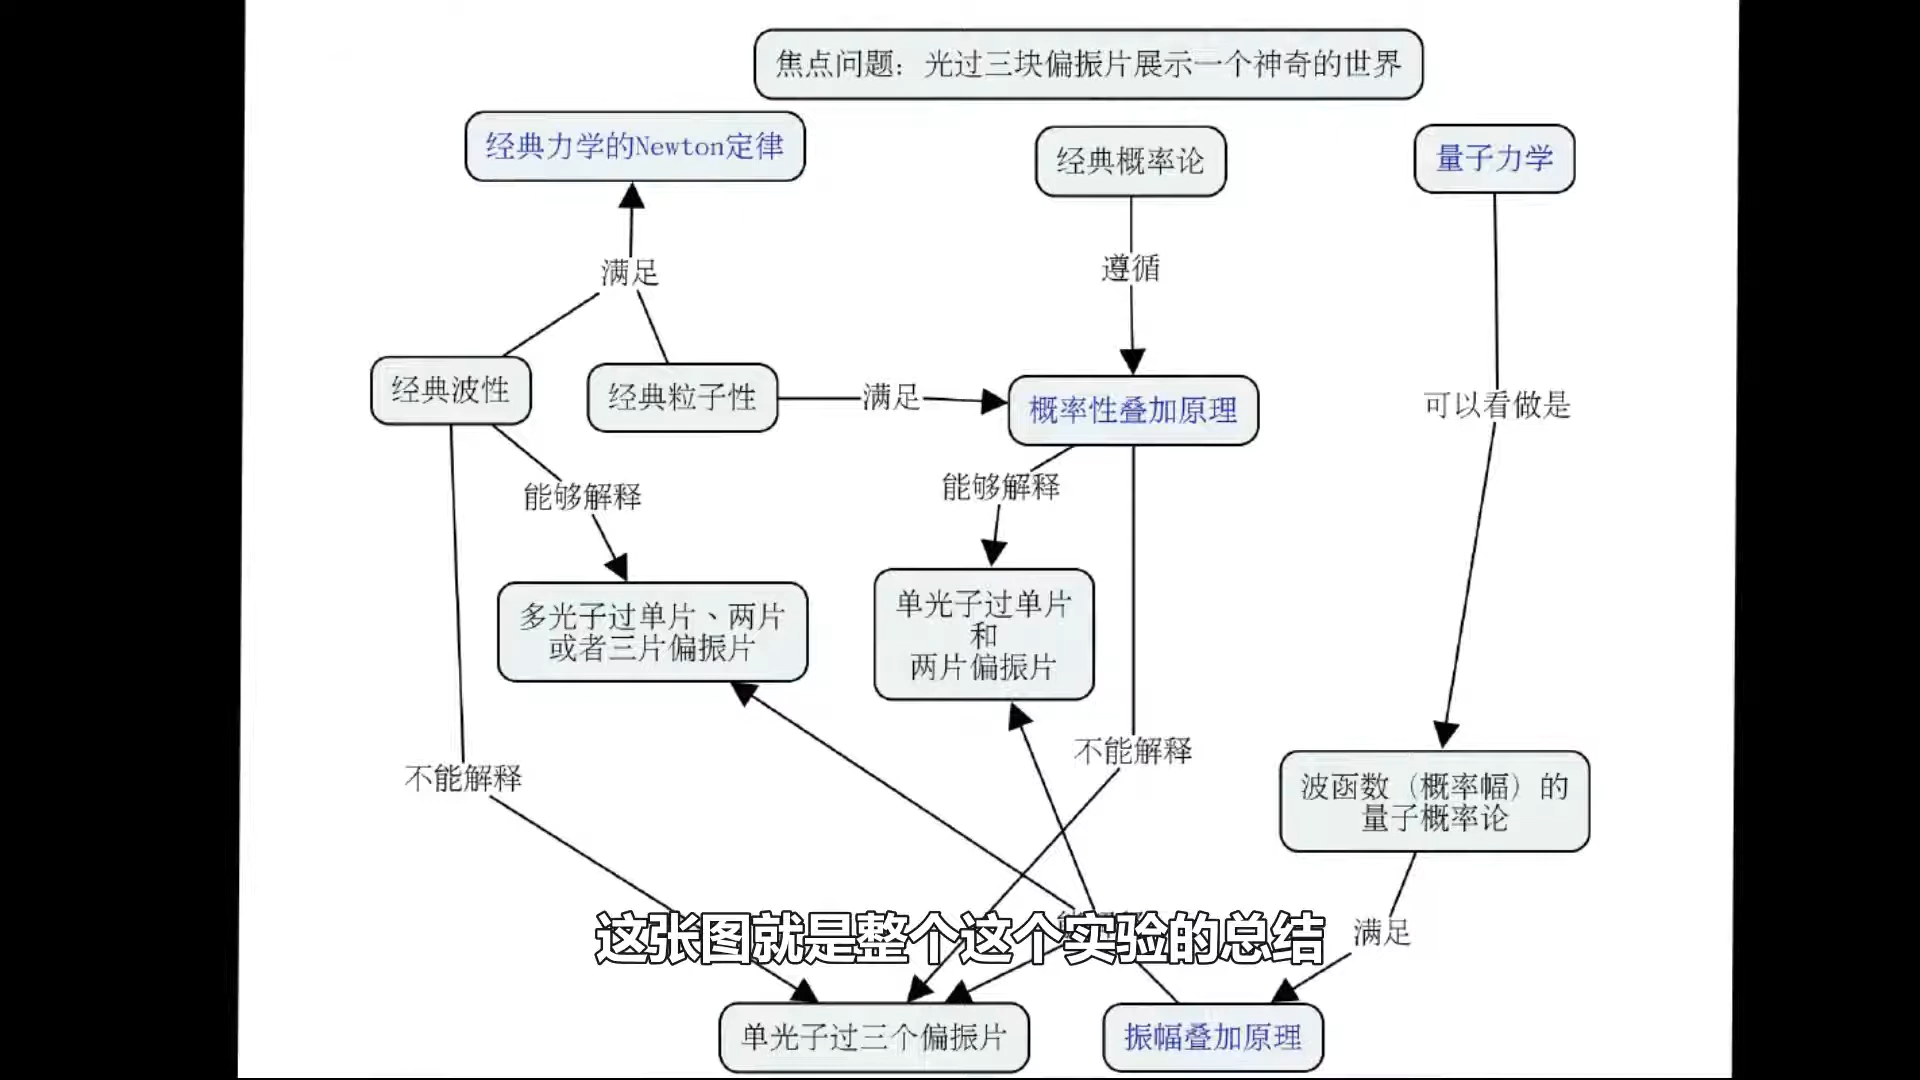 焦点问题：光过三块偏振片展示一个神奇的世界
经典力学的Newton定律
经典概率论
量子力学
满足
遵循
经典波性
经典粒子性
满足
概率性叠加原理
可以看做是
能够解释
能够解释
多光子过单片、两片
或者三片偏振片
单光子过单片
和
两片偏振片
不能解释
不能解释
波函数（概率幅）的
量子概率论
这张图就是整个这个实验的总结
满足
单光子过三个偏振片
振幅叠加原理